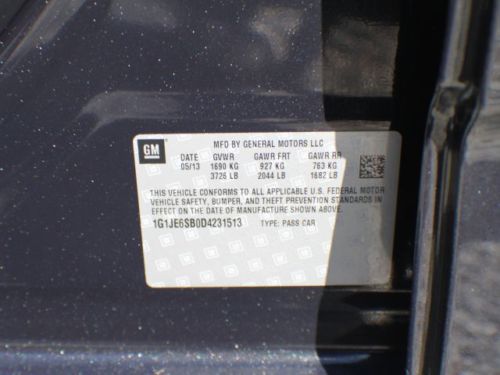 GM
MFD BY GENERAL MOTORS LLC
DATE GVWR GAWR FRT GAWR RR
05/13 1690 KG 927 KG 763 KG
3726 LB 2044 LB 1682 LB
THIS VEHICLE CONFORMS TO ALL APPLICABLE U.S. FEDERAL MOTOR
VEHICLE SAFETY, BUMPER, AND THEFT PREVENTION STANDARDS IN
EFFECT ON THE DATE OF MANUFACTURE SHOWN ABOVE.
1G1JE6SB0D4231513 TYPE: PASS CAR